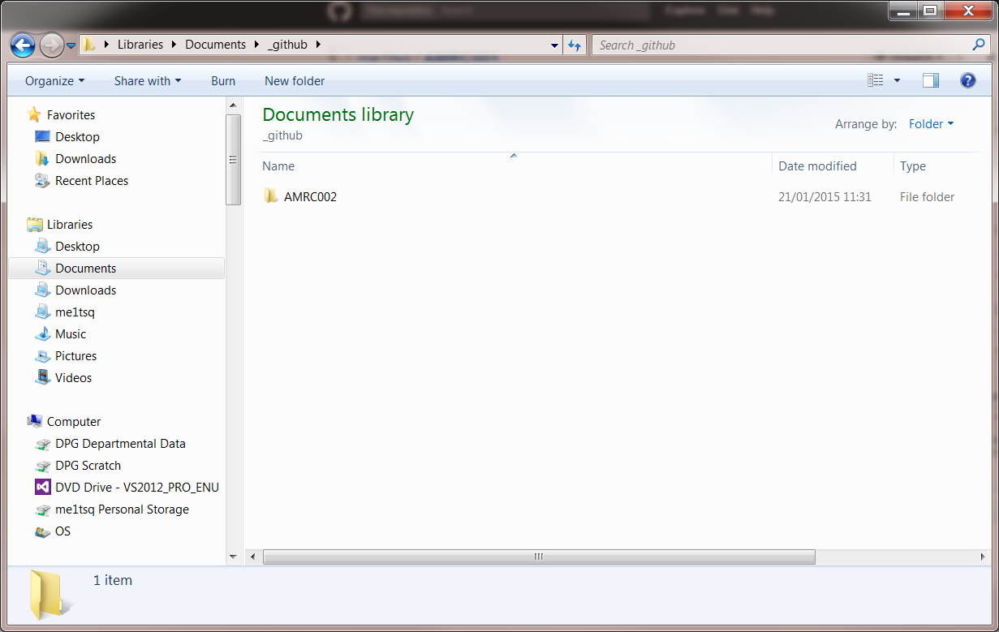 Libraries Documents _github
Search _github
Organize Share with Burn New folder
Favorites
Desktop
Downloads
Recent Places
Libraries
Desktop
Documents
Downloads
me1tsq
Music
Pictures
Videos
Computer
DPG Departmental Data
DPG Scratch
DVD Drive - VS2012_PRO_ENU
me1tsq Personal Storage
OS
Documents library
_github
Arrange by: Folder
Name Date modified Type
AMRC002 21/01/2015 11:31 File folder
1 item